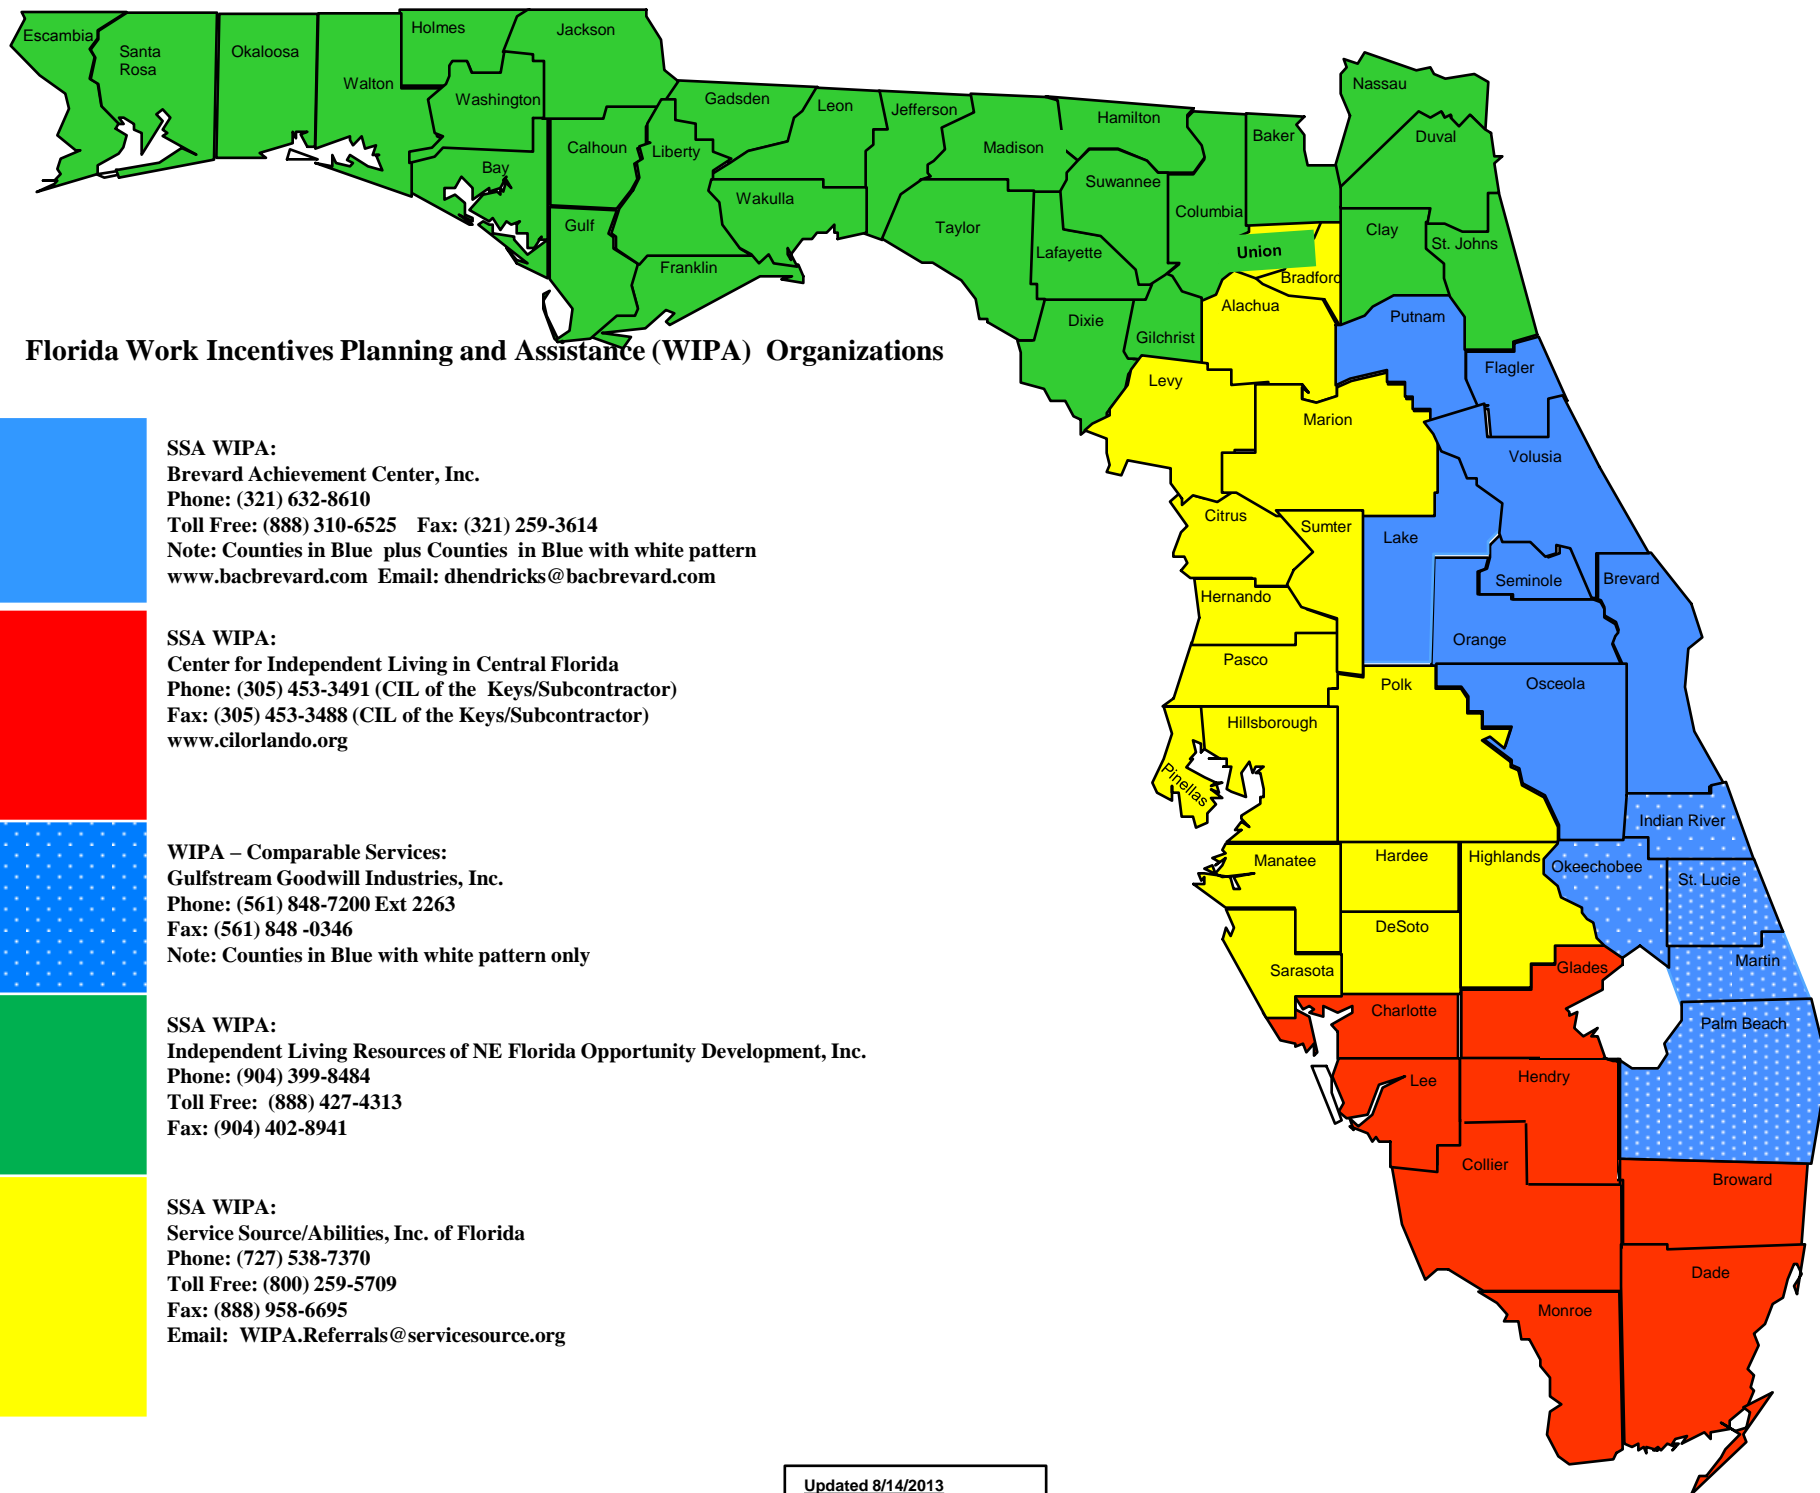 Escambia
Santa
Rosa
Okaloosa
Walton
Holmes
Washington
Jackson
Bay
Calhoun
Gulf
Liberty
Gadsden
Franklin
Wakulla
Leon
Jefferson
Madison
Taylor
Hamilton
Suwannee
Lafayette
Dixie
Columbia
Gilchrist
Baker
Union
Bradford
Nassau
Duval
Clay
St. Johns
Alachua
Putnam
Flagler
Levy
Marion
Volusia
Citrus
Sumter
Lake
Seminole
Brevard
Hernando
Orange
Pasco
Polk
Osceola
Hillsborough
Pinellas
Indian River
Manatee
Hardee
Highlands
Okeechobee
St. Lucie
DeSoto
Sarasota
Glades
Martin
Charlotte
Palm Beach
Lee
Hendry
Collier
Broward
Dade
Monroe
Florida Work Incentives Planning and Assistance (WIPA) Organizations
SSA WIPA:
Brevard Achievement Center, Inc.
Phone: (321) 632-8610
Toll Free: (888) 310-6525 Fax: (321) 259-3614
Note: Counties in Blue plus Counties in Blue with white pattern
www.bacbrevard.com Email: dhendricks@bacbrevard.com
SSA WIPA:
Center for Independent Living in Central Florida
Phone: (305) 453-3491 (CIL of the Keys/Subcontractor)
Fax: (305) 453-3488 (CIL of the Keys/Subcontractor)
www.cilorlando.org
WIPA – Comparable Services:
Gulfstream Goodwill Industries, Inc.
Phone: (561) 848-7200 Ext 2263
Fax: (561) 848 -0346
Note: Counties in Blue with white pattern only
SSA WIPA:
Independent Living Resources of NE Florida Opportunity Development, Inc.
Phone: (904) 399-8484
Toll Free: (888) 427-4313
Fax: (904) 402-8941
SSA WIPA:
Service Source/Abilities, Inc. of Florida
Phone: (727) 538-7370
Toll Free: (800) 259-5709
Fax: (888) 958-6695
Email: WIPA.Referrals@servicesource.org
Updated 8/14/2013